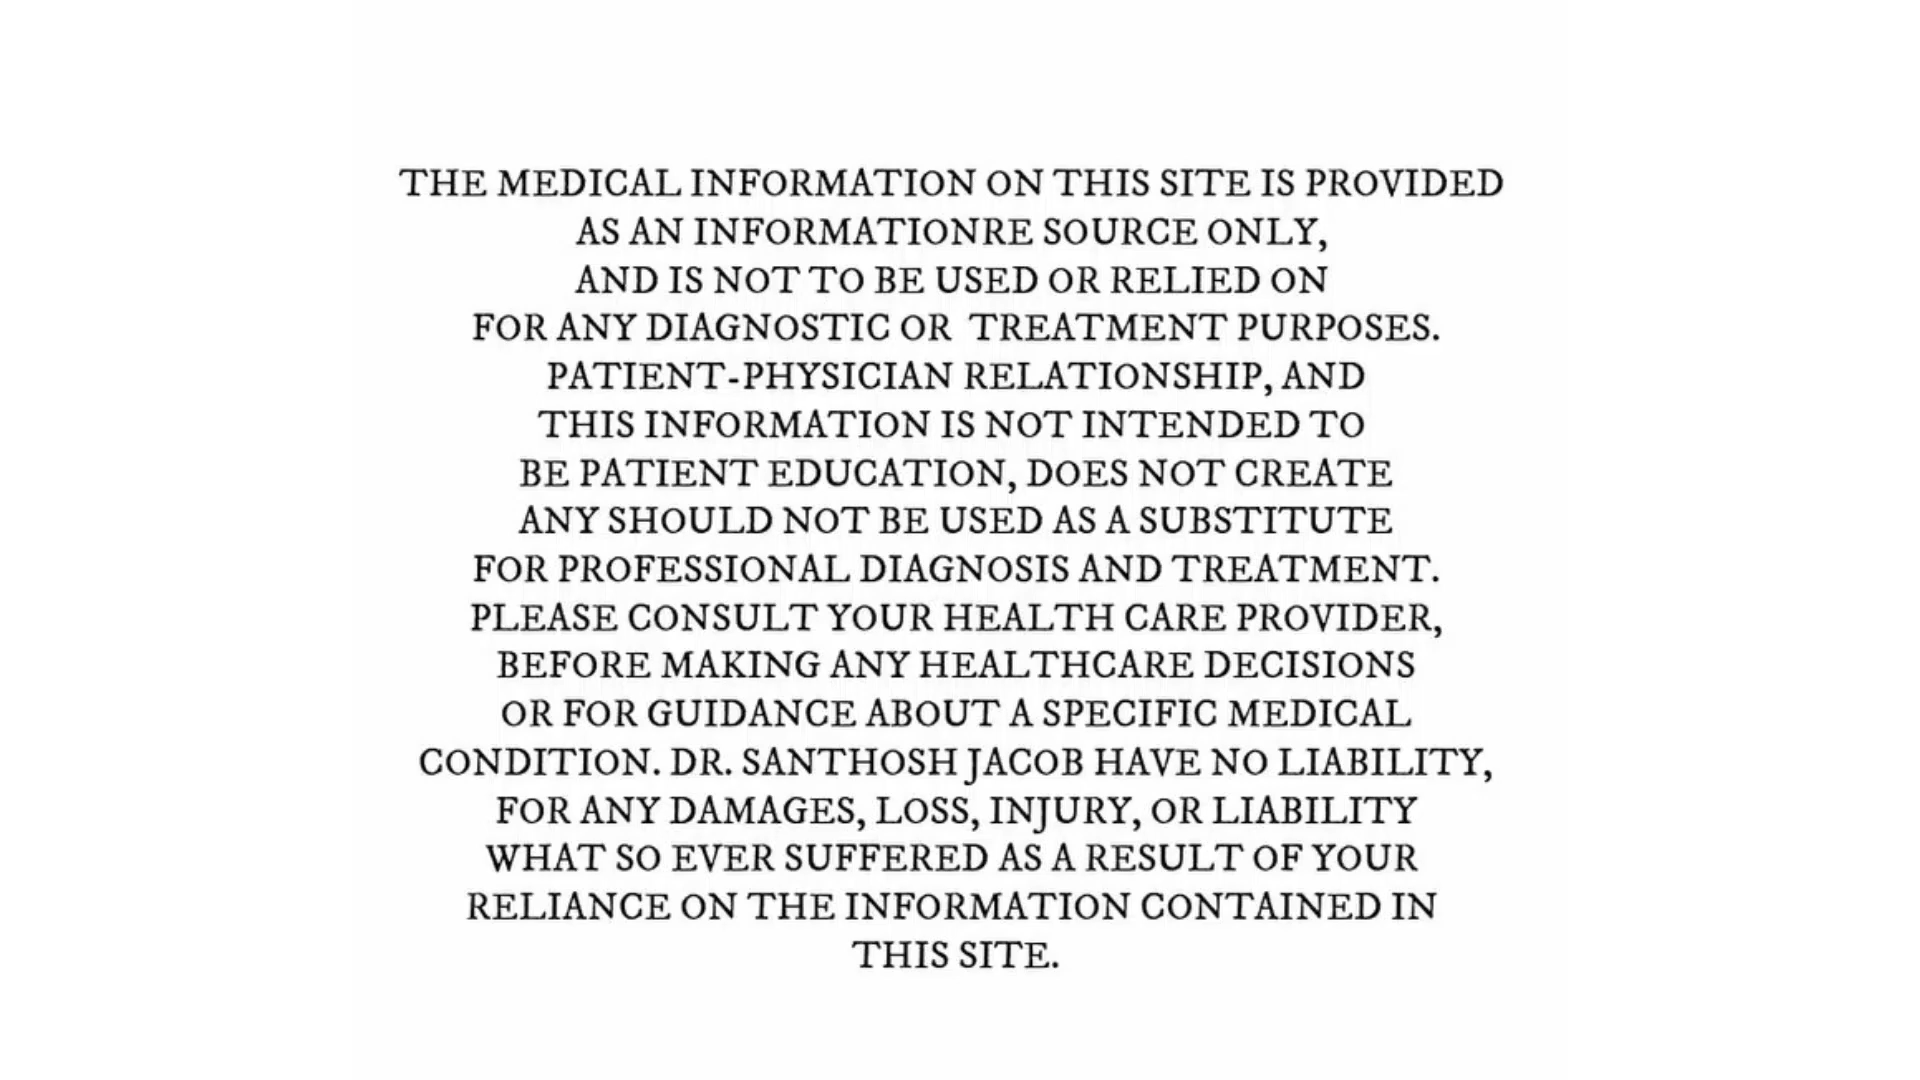 THE MEDICAL INFORMATION ON THIS SITE IS PROVIDED
AS AN INFORMATIONRE SOURCE ONLY,
AND IS NOT TO BE USED OR RELIED ON
FOR ANY DIAGNOSTIC OR TREATMENT PURPOSES.
PATIENT-PHYSICIAN RELATIONSHIP, AND
THIS INFORMATION IS NOT INTENDED TO
BE PATIENT EDUCATION, DOES NOT CREATE
ANY SHOULD NOT BE USED AS A SUBSTITUTE
FOR PROFESSIONAL DIAGNOSIS AND TREATMENT.
PLEASE CONSULT YOUR HEALTH CARE PROVIDER,
BEFORE MAKING ANY HEALTHCARE DECISIONS
OR FOR GUIDANCE ABOUT A SPECIFIC MEDICAL
CONDITION. DR. SANTHOSH JACOB HAVE NO LIABILITY,
FOR ANY DAMAGES, LOSS, INJURY, OR LIABILITY
WHAT SO EVER SUFFERED AS A RESULT OF YOUR
RELIANCE ON THE INFORMATION CONTAINED IN
THIS SITE.